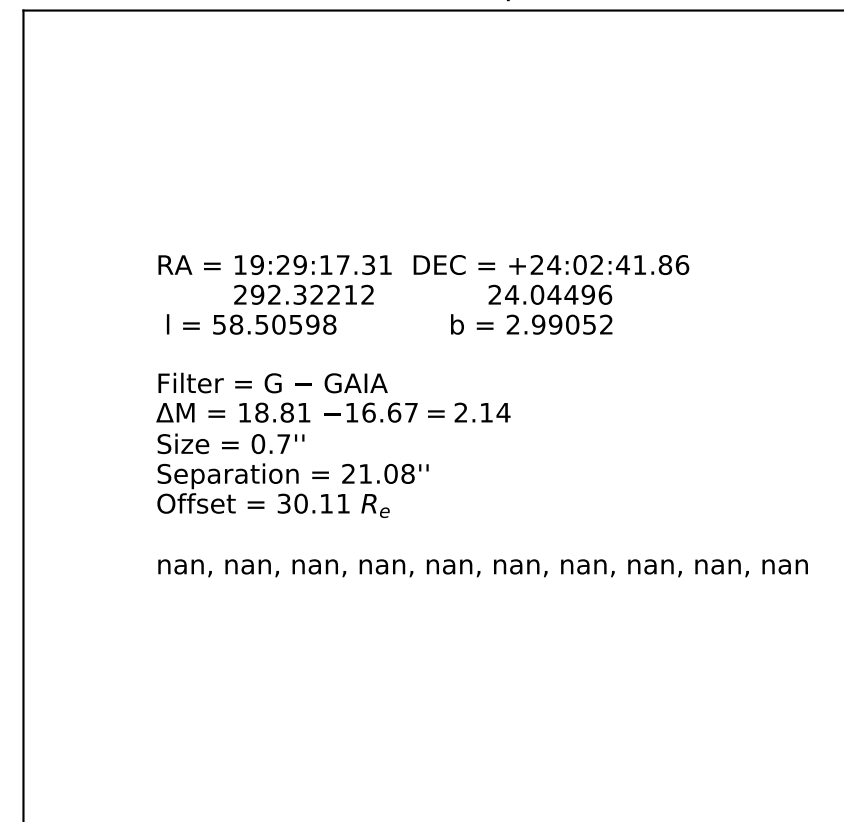 RA = 19:29:17.31 DEC = +24:02:41.86
292.32212 24.04496
l = 58.50598 b = 2.99052
Filter = G − GAIA
ΔM = 18.81 −16.67 = 2.14
Size = 0.7''
Separation = 21.08''
Offset = 30.11 Re
nan, nan, nan, nan, nan, nan, nan, nan, nan, nan